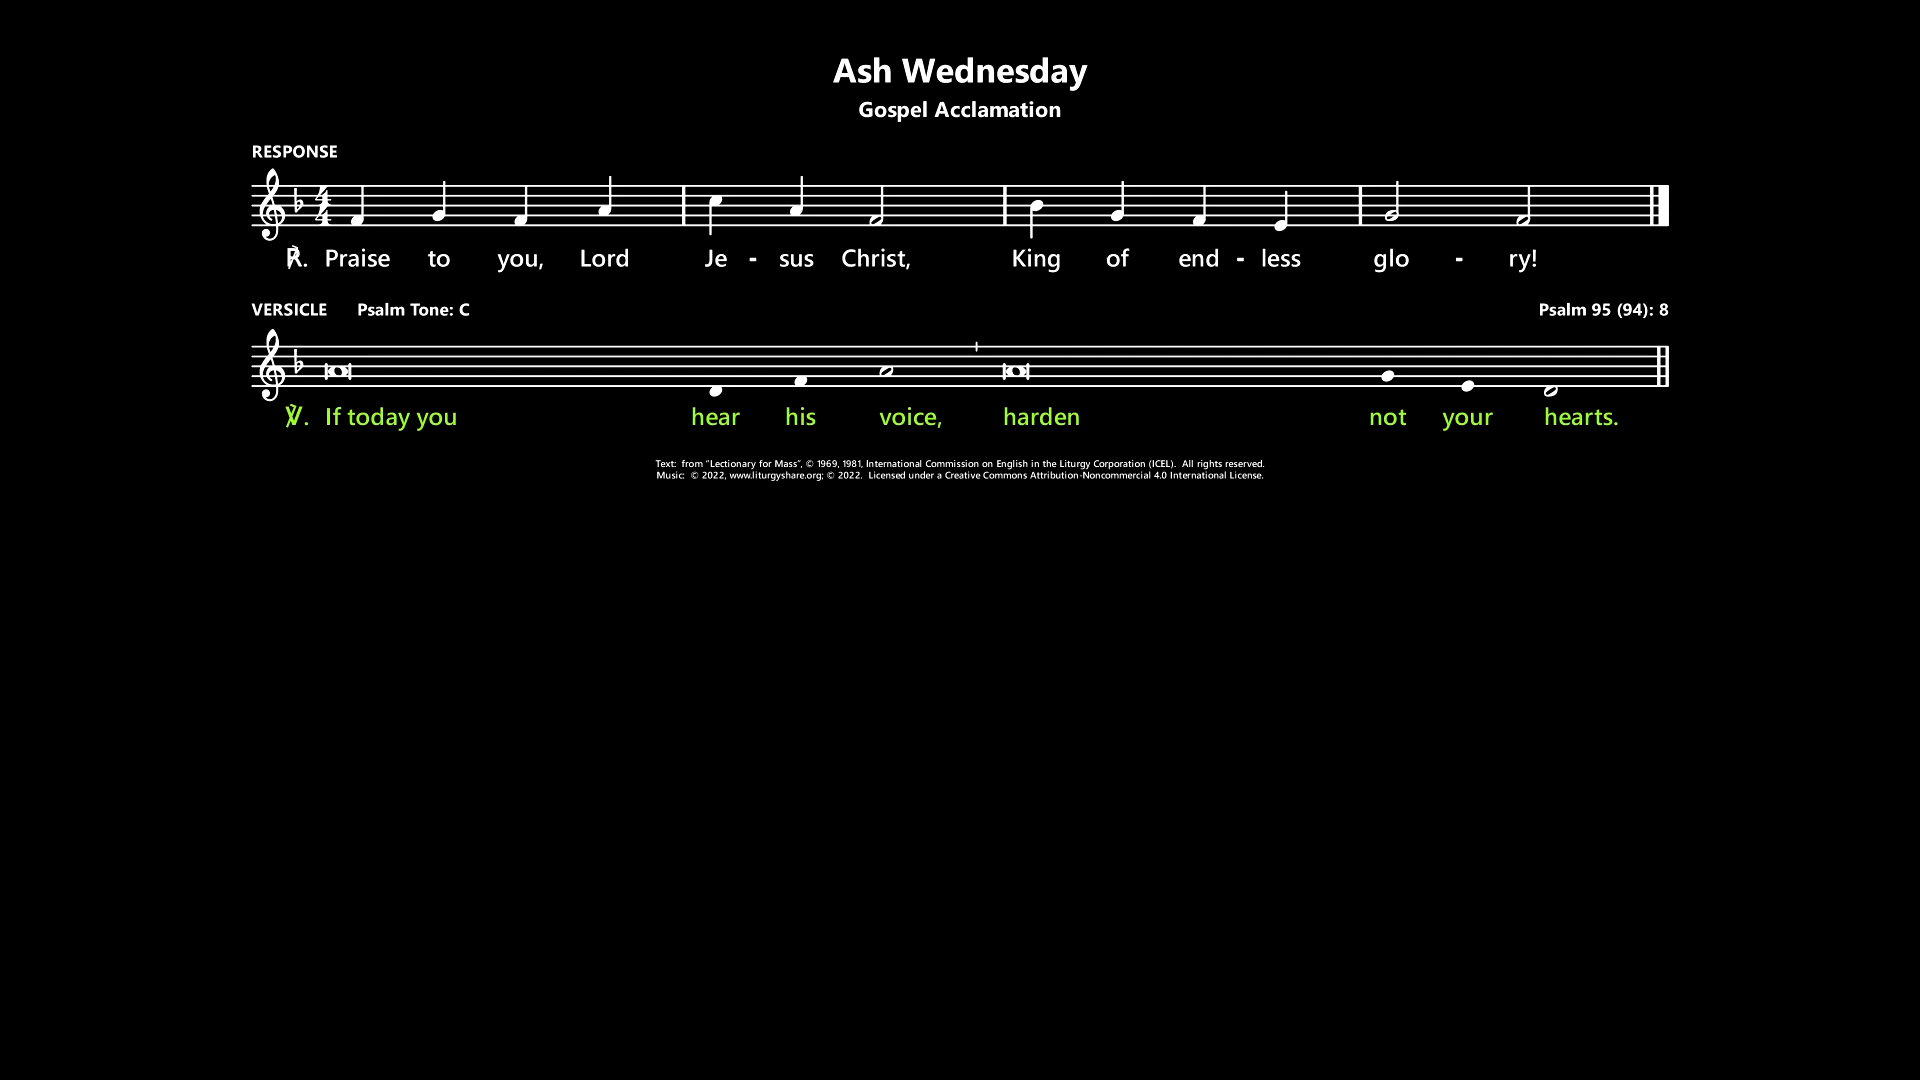 Ash Wednesday
Gospel Acclamation
RESPONSE
℟. Praise to you, Lord Je - sus Christ, King of end - less glo - ry!
VERSICLE Psalm Tone: C Psalm 95 (94): 8
℣. If today you hear his voice, harden not your hearts.
Text: from "Lectionary for Mass", © 1969, 1981, International Commission on English in the Liturgy Corporation (ICEL). All rights reserved.
Music: © 2022, www.liturgyshare.org; © 2022. Licensed under a Creative Commons Attribution-Noncommercial 4.0 International License.